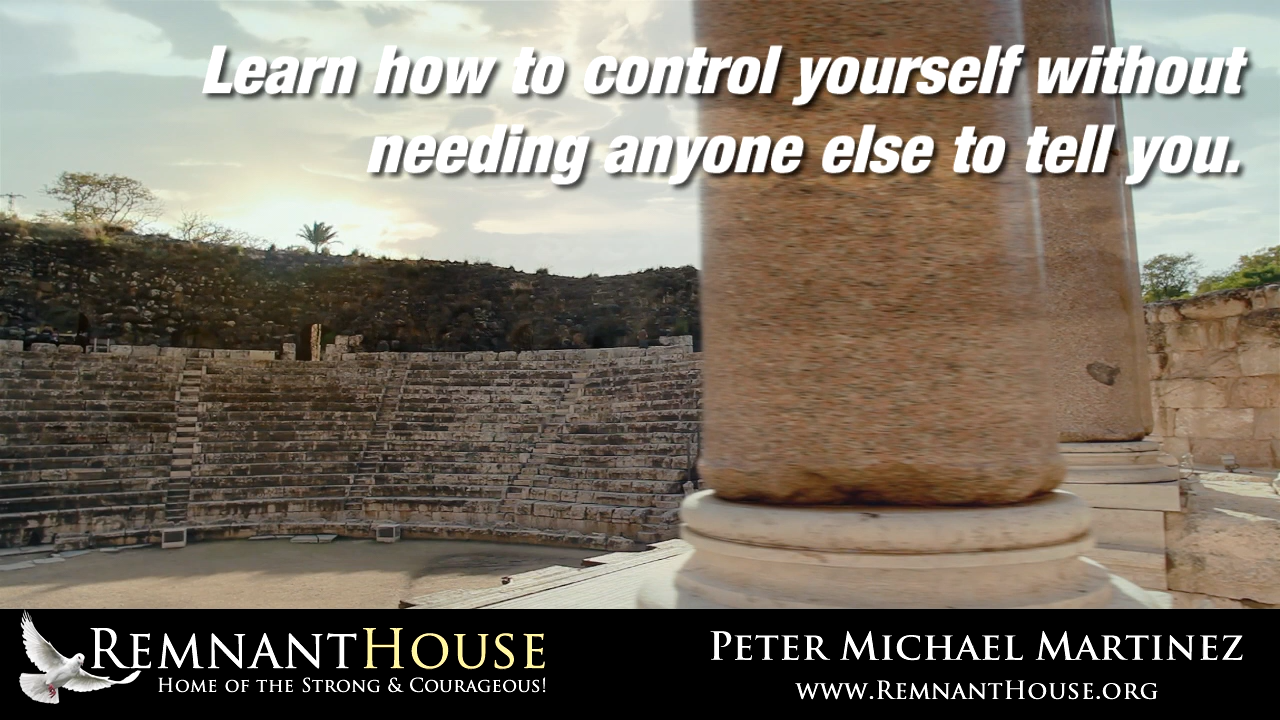 Learn how to control yourself without
needing anyone else to tell you.
REMNANTHOUSE
HOME OF THE STRONG & COURAGEOUS!
PETER MICHAEL MARTINEZ
WWW.REMNANTHOUSE.ORG